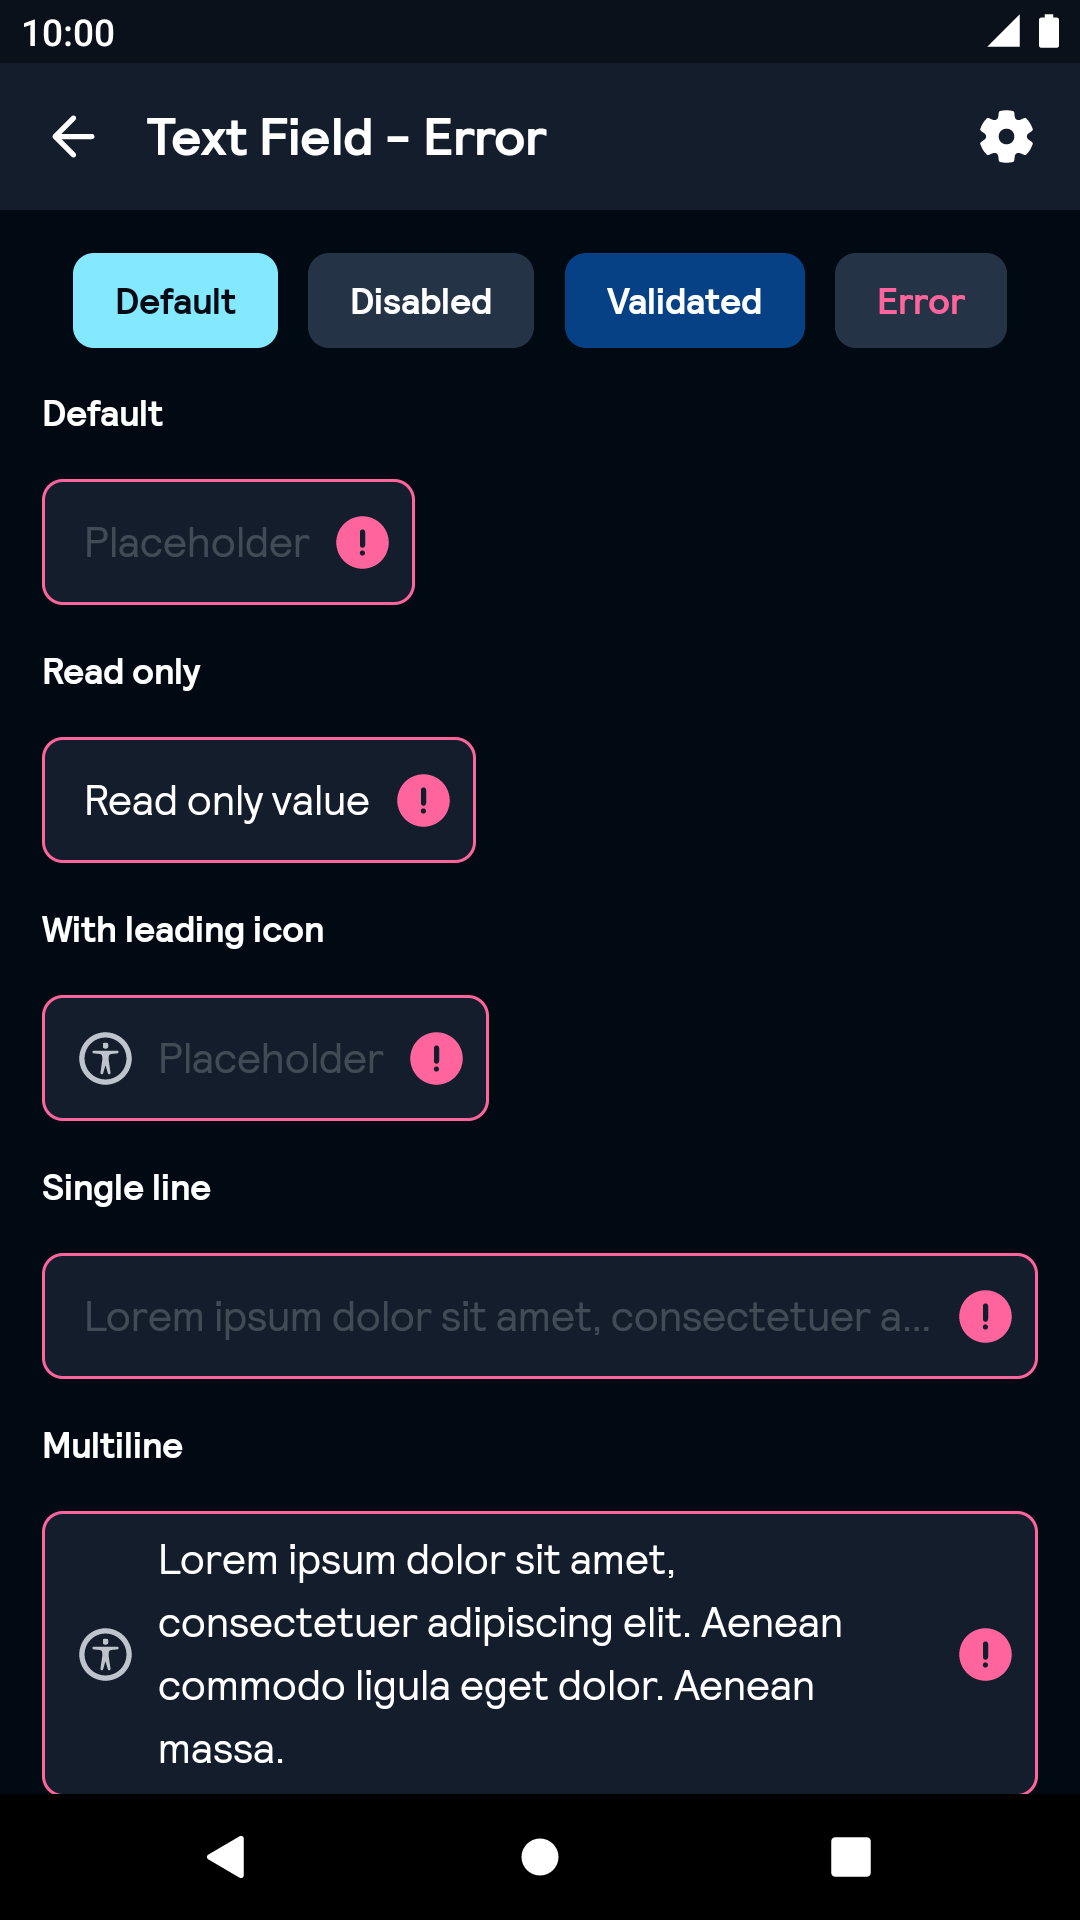 10:00
Text Field - Error
Default
Disabled
Validated
Error
Default
Placeholder
Read only
Read only value
With leading icon
Placeholder
Single line
Lorem ipsum dolor sit amet, consectetuer a...
Multiline
Lorem ipsum dolor sit amet,
consectetuer adipiscing elit. Aenean
commodo ligula eget dolor. Aenean
massa.